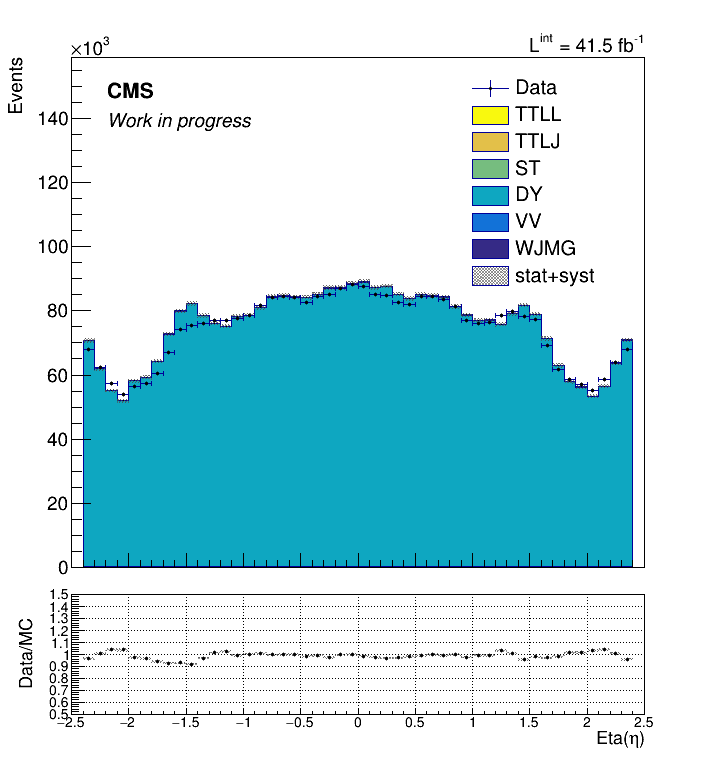 ×10³
L^int = 41.5 fb⁻¹
Events
CMS
Work in progress
Data
TTLL
TTLJ
ST
DY
VV
WJMG
stat+syst
140
120
100
80
60
40
20
0
Data/MC
1.5
1.4
1.3
1.2
1.1
1
0.9
0.8
0.7
0.6
0.5
−2.5 −2 −1.5 −1 −0.5 0 0.5 1 1.5 2 2.5
Eta(η)